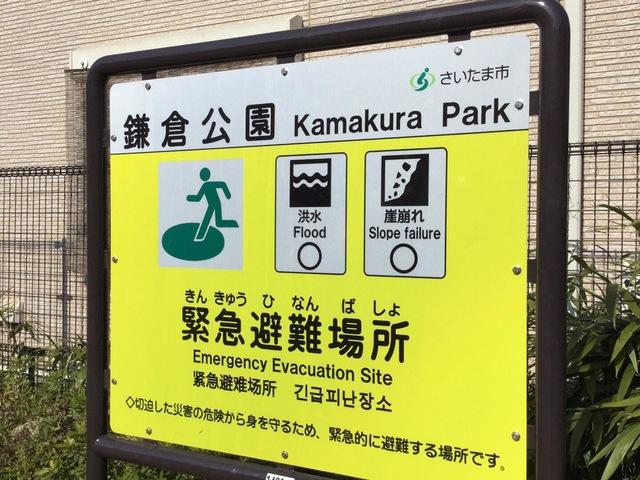 さいたま市
鎌倉公園 Kamakura Park
洪水
Flood
崖崩れ
Slope failure
きんきゅうひなんばしょ
緊急避難場所
Emergency Evacuation Site
紧急避难场所 긴급피난장소
◇切迫した災害の危険から身を守るため、緊急的に避難する場所です。